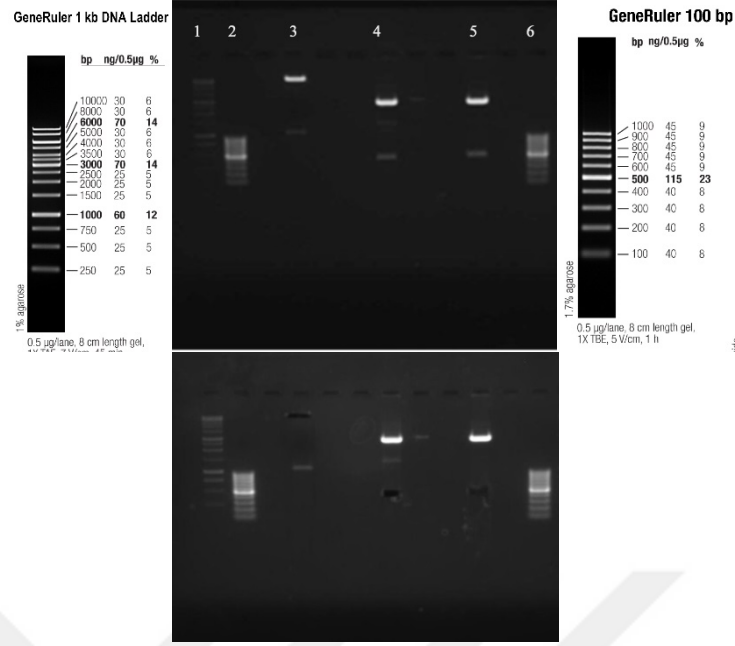 GeneRuler 1 kb DNA Ladder
bp ng/0.5µg %
10000 30 6
8000 30 6
6000 70 14
5000 30 6
4000 30 6
3500 30 6
3000 70 14
2500 25 5
2000 25 5
1500 25 5
1000 60 12
750 25 5
500 25 5
250 25 5
1% agarose
0.5 µg/lane, 8 cm length gel,
1X TAE, 7 V/cm, 45 min
1 2 3 4 5 6
GeneRuler 100 bp
bp ng/0.5µg %
1000 45 9
900 45 9
800 45 9
700 45 9
600 45 9
500 115 23
400 40 8
300 40 8
200 40 8
100 40 8
1.7% agarose
0.5 µg/lane, 8 cm length gel,
1X TBE, 5 V/cm, 1 h